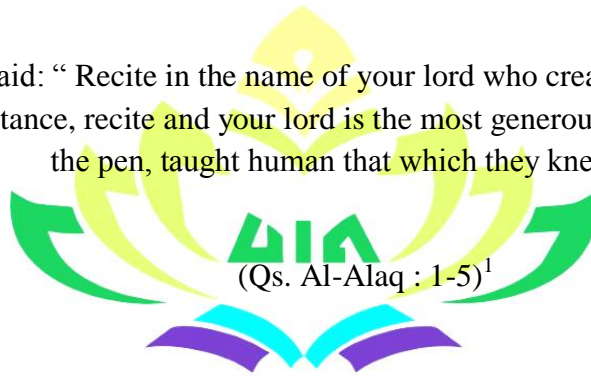 aid: “ Recite in the name of your lord who crea
tance, recite and your lord is the most generou
the pen, taught human that which they kne
UIN
(Qs. Al-Alaq : 1-5)1